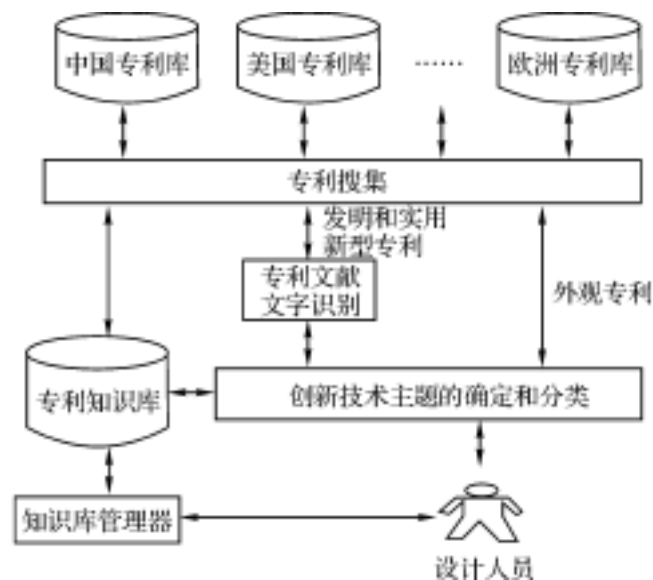 中国专利库
美国专利库
……
欧洲专利库
专利搜集
发明和实用
新型专利
专利文献
文字识别
外观专利
专利知识库
创新技术主题的确定和分类
知识库管理器
设计人员